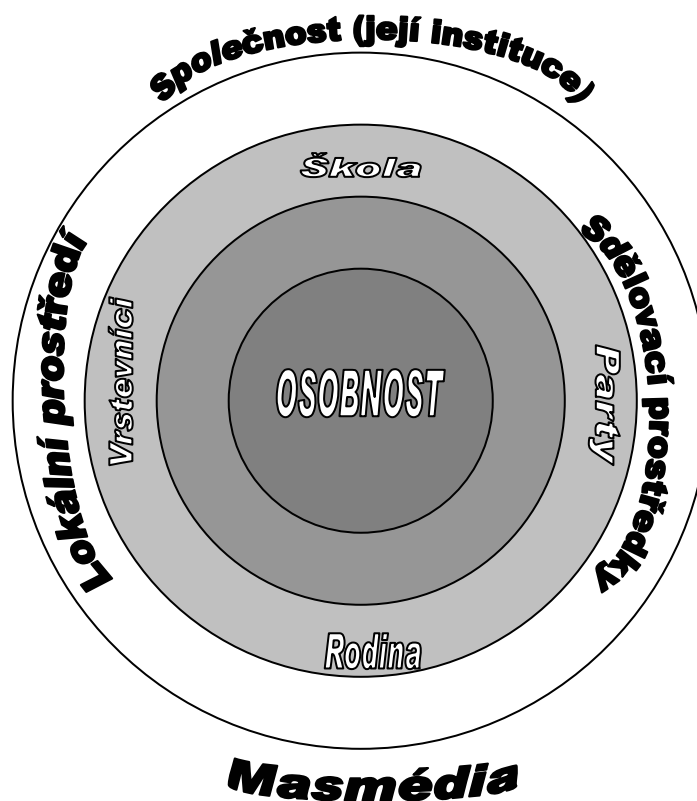 Společnost (její instituce)
Škola
Lokální prostředí
Sdělovací prostředky
Vrstevníci
Party
OSOBNOST
Rodina
Masmédia